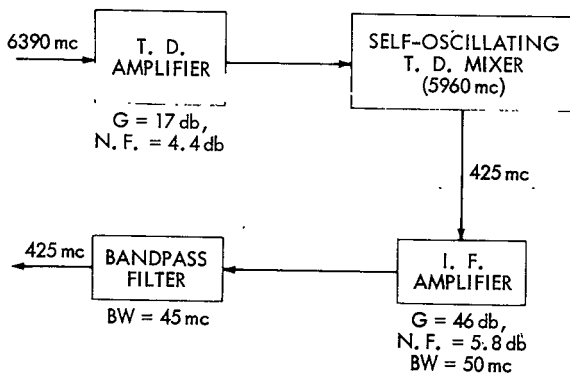 6390 mc
T. D.
AMPLIFIER
G = 17 db,
N. F. = 4.4 db
SELF-OSCILLATING
T. D. MIXER
(5960 mc)
425 mc
I. F.
AMPLIFIER
G = 46 db,
N. F. = 5.8 db
BW = 50 mc
BANDPASS
FILTER
BW = 45 mc
425 mc